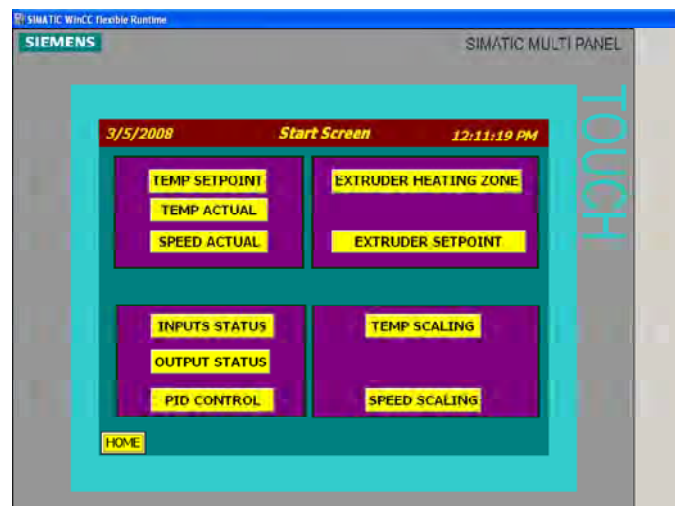 SIMATIC WinCC flexible Runtime
SIEMENS
SIMATIC MULTI PANEL
TOUCH
3/5/2008 Start Screen 12:11:19 PM
TEMP SETPOINT
TEMP ACTUAL
SPEED ACTUAL
EXTRUDER HEATING ZONE
EXTRUDER SETPOINT
INPUTS STATUS
OUTPUT STATUS
PID CONTROL
TEMP SCALING
SPEED SCALING
HOME